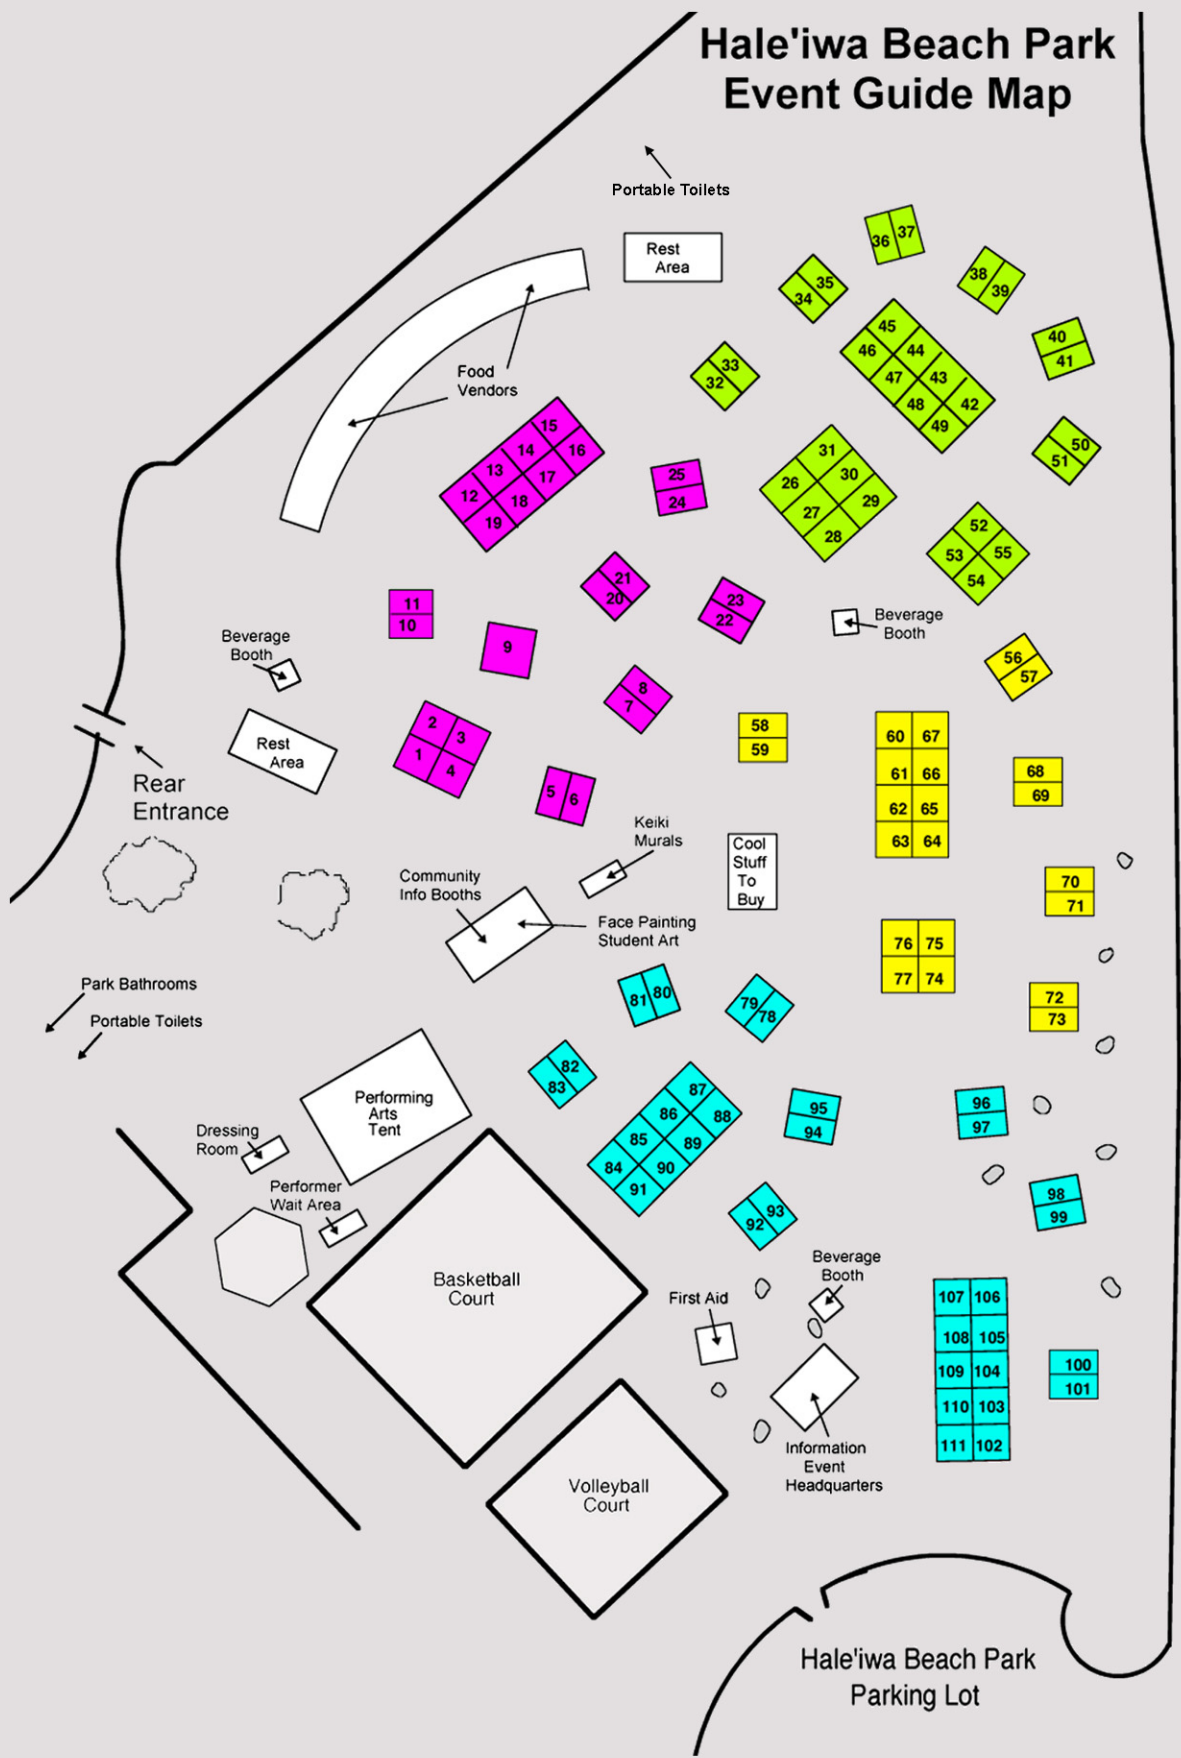 Hale'iwa Beach Park
Event Guide Map
Portable Toilets
Rest
Area
36 37
38
39
35
34
40
41
45
46 44
47 43
48 42
49
33
32
Food
Vendors
15
14 16
13 17
12 18
19
25
24
31
26 30
27 29
28
50
51
52
53 55
54
21
20
23
22
11
10
9
Beverage
Booth
Beverage
Booth
56
57
8
7
2
3
1
4
Rest
Area
58
59
60 67
61 66
62 65
63 64
68
69
5 6
Rear
Entrance
Keiki
Murals
Cool
Stuff
To
Buy
Community
Info Booths
Face Painting
Student Art
70
71
76 75
77 74
72
73
Park Bathrooms
Portable Toilets
81 80
79
78
82
83
Performing
Arts
Tent
87
86 88
85 89
84 90
91
95
94
96
97
Dressing
Room
Performer
Wait Area
93
92
98
99
Basketball
Court
First Aid
Beverage
Booth
107 106
108 105
109 104
110 103
111 102
100
101
Information
Event
Headquarters
Volleyball
Court
Hale'iwa Beach Park
Parking Lot